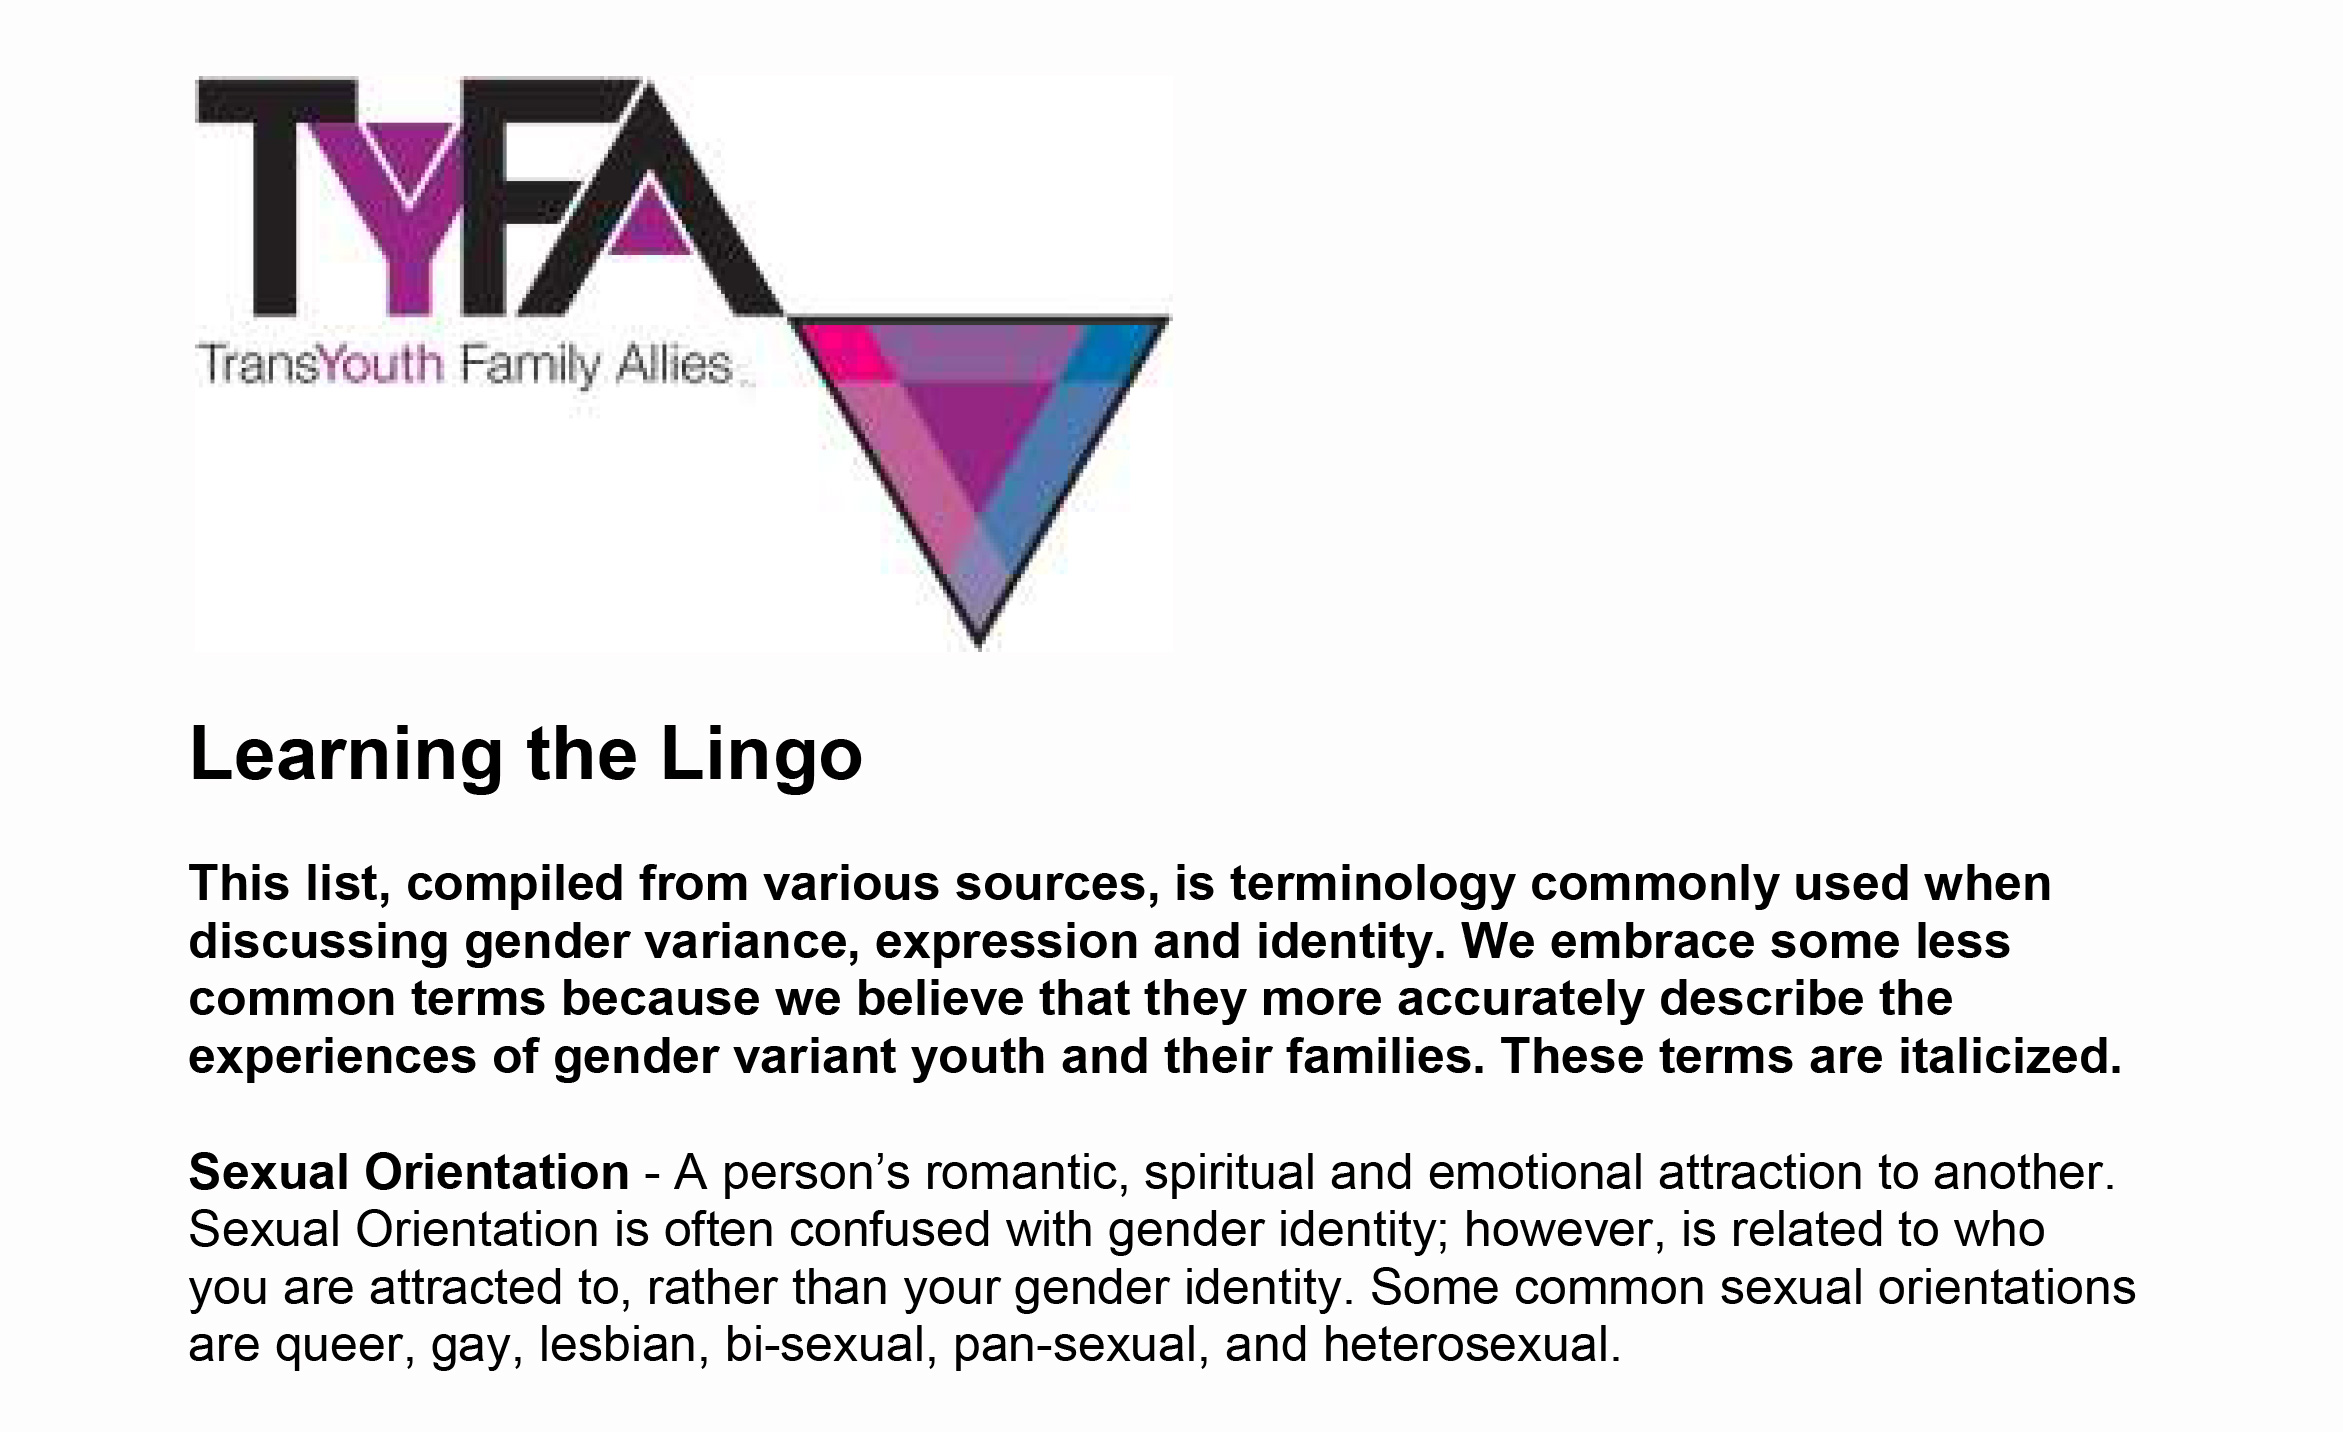 TYFA
TransYouth Family Allies
Learning the Lingo
This list, compiled from various sources, is terminology commonly used when
discussing gender variance, expression and identity. We embrace some less
common terms because we believe that they more accurately describe the
experiences of gender variant youth and their families. These terms are italicized.
Sexual Orientation - A person’s romantic, spiritual and emotional attraction to another.
Sexual Orientation is often confused with gender identity; however, is related to who
you are attracted to, rather than your gender identity. Some common sexual orientations
are queer, gay, lesbian, bi-sexual, pan-sexual, and heterosexual.